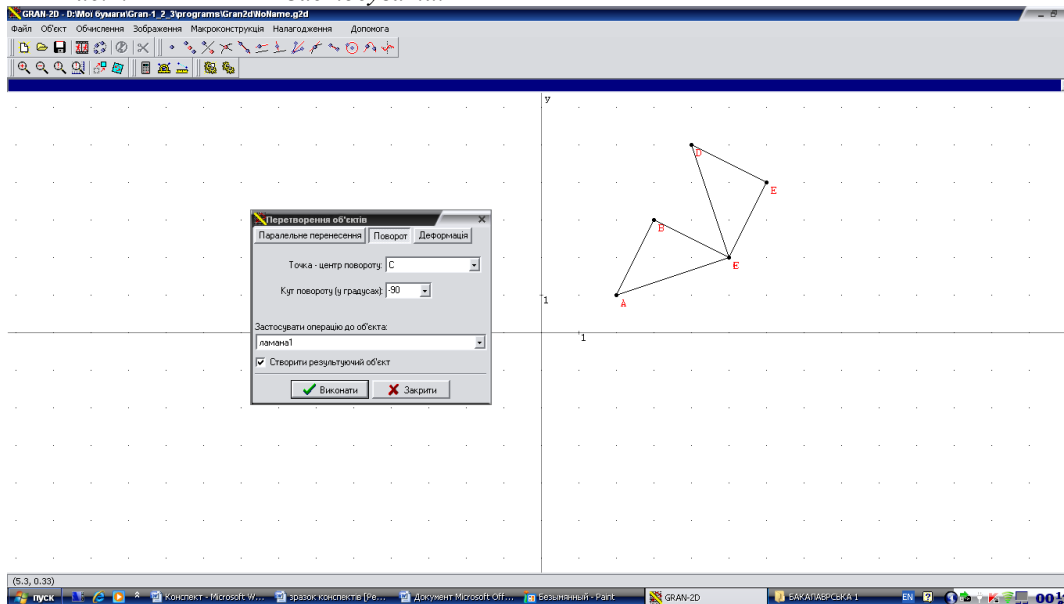 GRAN-2D - D:\Мої бумаги\Gran-1_2_3\programs\Gran2d\NoName.g2d
Файл Об'єкт Обчислення Зображення Макроконструкція Налагодження Допомога
y
D
E
B
E
1
A
1
Перетворення об'єктів
Паралельне перенесення Поворот Деформація
Точка - центр повороту: C
Кут повороту (у градусах): -90
Застосувати операцію до об'єкта:
ламана1
Створити результуючий об'єкт
Виконати Закрити
(5.3, 0.33)
пуск Конспект - Microsoft W... зразок конспектів [Ре... Документ Microsoft Off... Безымянный - Paint GRAN-2D БАКАЛАВРСЬКА 1 EN